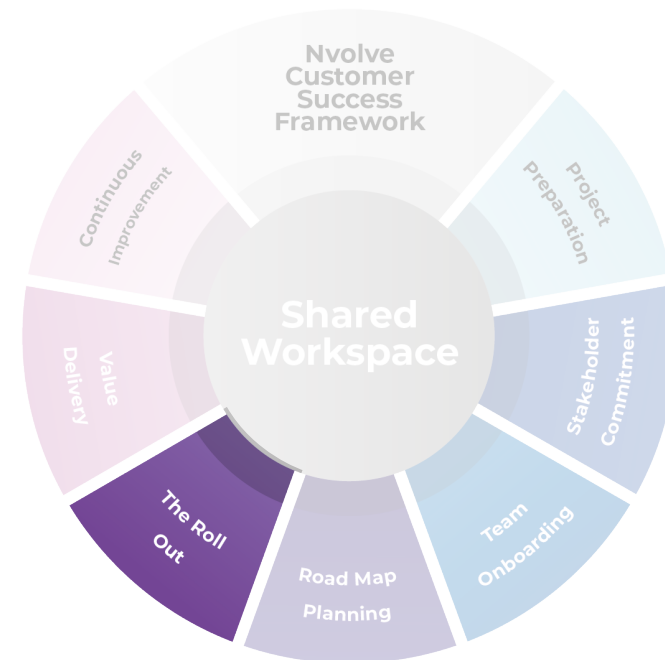 Nvolve
Customer
Success
Framework
Project
Preparation
Stakeholder
Commitment
Team
Onboarding
Road Map
Planning
The Roll
Out
Value
Delivery
Continuous
Improvement
Shared
Workspace